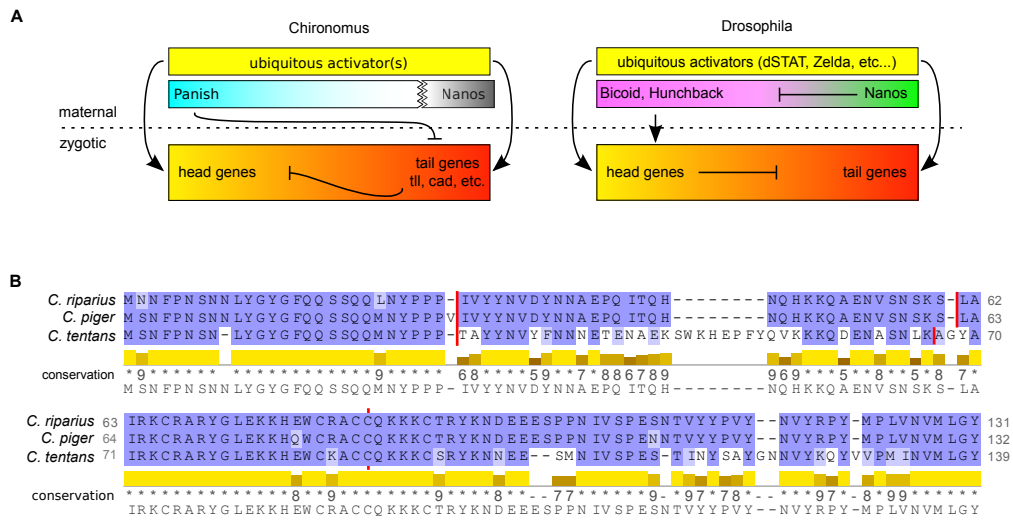 A
Chironomus
Drosophila
ubiquitous activator(s)
ubiquitous activators (dSTAT, Zelda, etc...)
Panish
Nanos
Bicoid, Hunchback
Nanos
maternal
zygotic
head genes
tail genes
tll, cad, etc.
head genes
tail genes
B
C. riparius MNNFPNSNNLYGYGFQQSSQQLNYPPP-IVYYNVDYNNAEPQITQH--------NQHKKQAENVSNSKS-LA 62
C. piger MSNFPNSNNLYGYGFQQSSQQMNYPPPVIVYYNVDYNNAEPQITQH--------NQHKKQAENVSNSKS-LA 63
C. tentans MSNFPNSN-LYGYGFQQSSQQMNYPPP-TAYYNVYFNNNETENAEKSWKHEPFYQVKKKQDENASNLKAGYA 70
conservation *9******-************9*****-68****59**7*886789--------969***5**8**5*8-7*
MSNFPNSNNLYGYGFQQSSQQMNYPPP-IVYYNVDYNNAEPQITQH--------NQHKKQAENVSNSKS-LA
C. riparius 63 IRKCRARYGLEKKHEWCRACCQKKKCTRYKNDEEESPPNIVSPESNTVYYPVY--NVYRPY-MPLVNVMLGY 131
C. piger 64 IRKCRARYGLEKKHQWCRACCQKKKCTRYKNDEEESPPNIVSPENNTVYYPVY--NVYRPY-MPLVNVMLGY 132
C. tentans 71 IRKCRARYGLEKKHEWCKACCQKKKCSRYKNNEE--SMNIVSPES-TINYSAYGNNVYKQYVVPMINVMLGY 139
conservation **************8**9********9****8**--77******9-*97*78*--***97*-8*99******
IRKCRARYGLEKKHEWCRACCQKKKCTRYKNDEEESPPNIVSPESNTVYYPVY--NVYRPY-MPLVNVMLGY